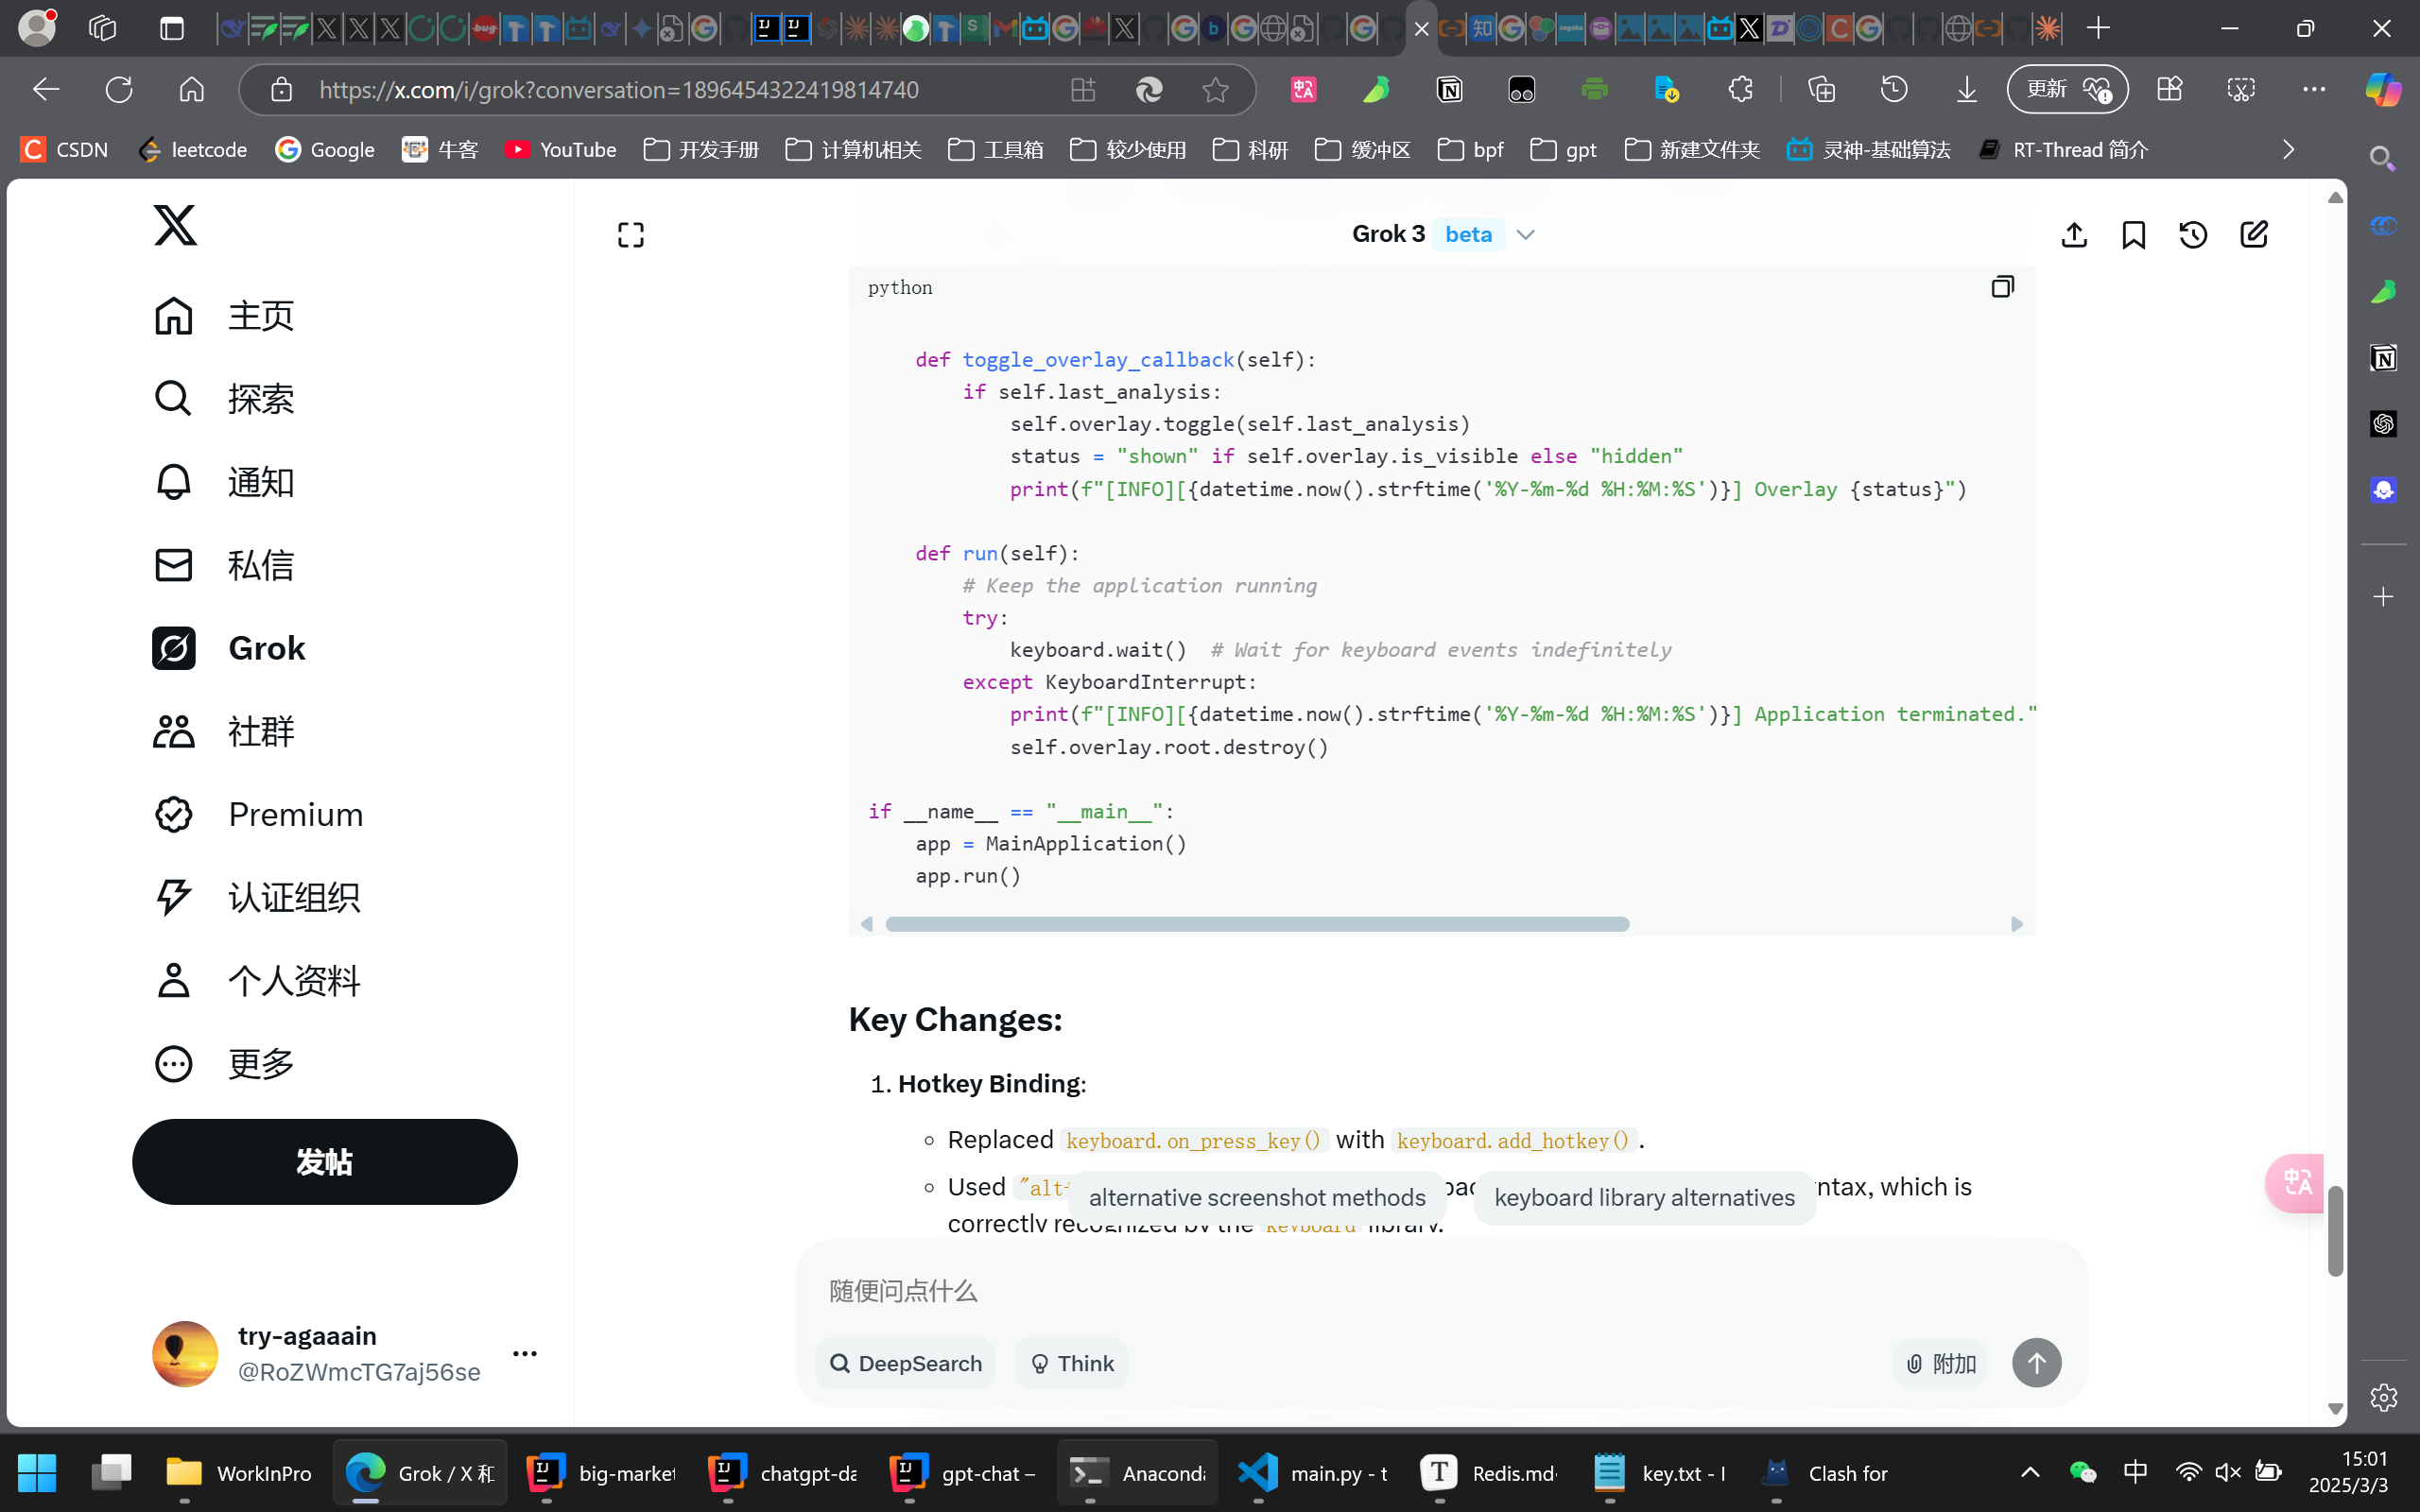 https://x.com/i/grok?conversation=1896454322419814740
更新
CSDN
leetcode
Google
牛客
YouTube
开发手册
计算机相关
工具箱
较少使用
科研
缓冲区
bpf
gpt
新建文件夹
灵神-基础算法
RT-Thread 简介
主页
探索
通知
私信
Grok
社群
Premium
认证组织
个人资料
更多
发帖
try-agaaain
@RoZWmcTG7aj56se
Grok 3 beta
python
def toggle_overlay_callback(self):
if self.last_analysis:
self.overlay.toggle(self.last_analysis)
status = "shown" if self.overlay.is_visible else "hidden"
print(f"[INFO][{datetime.now().strftime('%Y-%m-%d %H:%M:%S')}] Overlay {status}")
def run(self):
# Keep the application running
try:
keyboard.wait()  # Wait for keyboard events indefinitely
except KeyboardInterrupt:
print(f"[INFO][{datetime.now().strftime('%Y-%m-%d %H:%M:%S')}] Application terminated."
self.overlay.root.destroy()
if __name__ == "__main__":
app = MainApplication()
app.run()
Key Changes:
1. Hotkey Binding:
Replaced keyboard.on_press_key() with keyboard.add_hotkey().
Used "alt
ntax, which is
correctly recognized by the keyboard library.
alternative screenshot methods
keyboard library alternatives
随便问点什么
DeepSearch
Think
附加
WorkInPro
Grok / X 和
big-market
chatgpt-da
gpt-chat –
Anaconda
main.py - t
Redis.md
key.txt - I
Clash for
中
15:01
2025/3/3